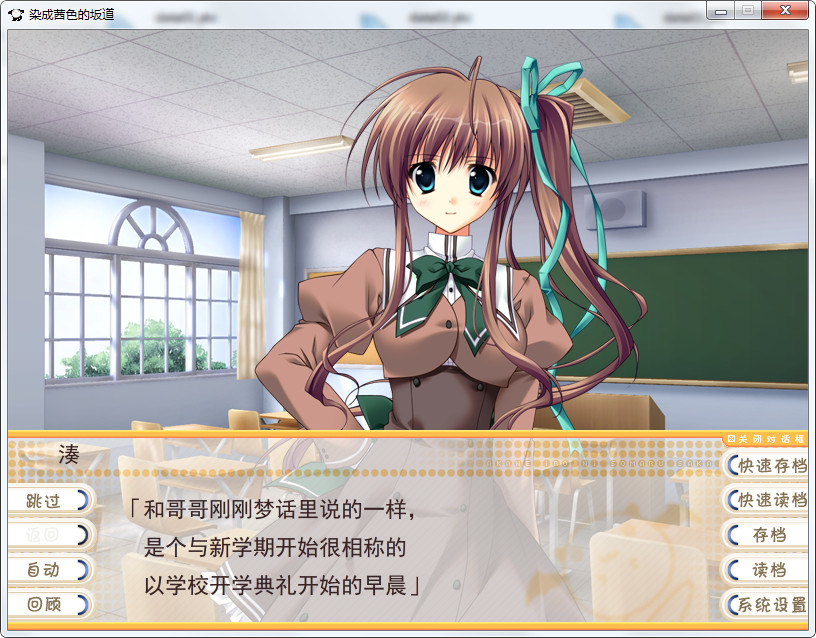 染成茜色的坂道
关闭对话框
湊
快速存档
跳过
快速读档
返回
存档
自动
读档
回顾
系统设置
「和哥哥刚刚梦话里说的一样，
是个与新学期开始很相称的
以学校开学典礼开始的早晨」